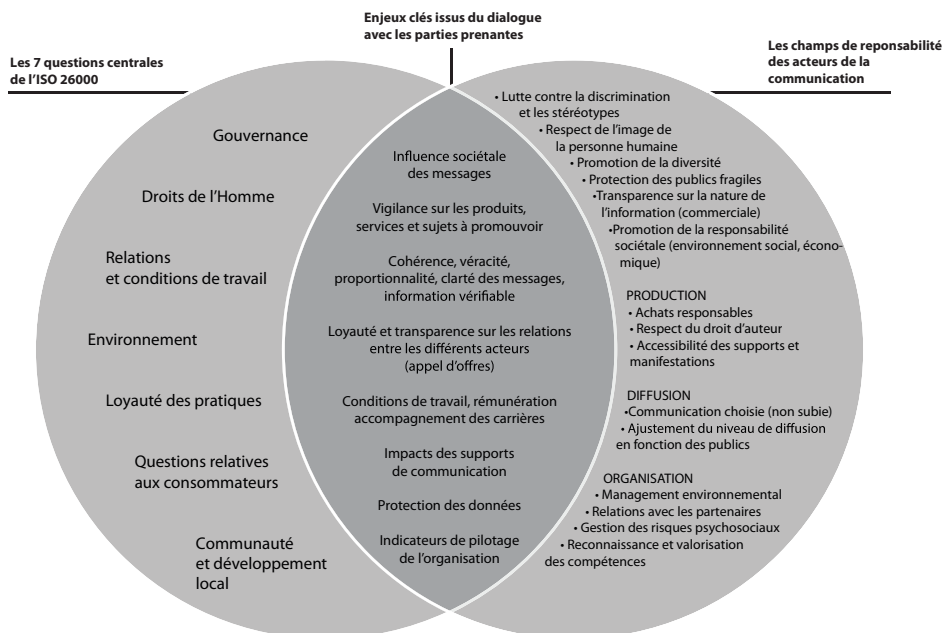 Enjeux clés issus du dialogue
avec les parties prenantes
Les 7 questions centrales
de l'ISO 26000
Les champs de reponsabilité
des acteurs de la
communication
Gouvernance
Droits de l'Homme
Relations
et conditions de travail
Environnement
Loyauté des pratiques
Questions relatives
aux consommateurs
Communauté
et développement
local
Influence sociétale
des messages
Vigilance sur les produits,
services et sujets à promouvoir
Cohérence, véracité,
proportionnalité, clarté des messages,
information vérifiable
Loyauté et transparence sur les relations
entre les différents acteurs
(appel d'offres)
Conditions de travail, rémunération
accompagnement des carrières
Impacts des supports
de communication
Protection des données
Indicateurs de pilotage
de l'organisation
• Lutte contre la discrimination
et les stéréotypes
• Respect de l'image de
la personne humaine
• Promotion de la diversité
• Protection des publics fragiles
•Transparence sur la nature de
l'information (commerciale)
•Promotion de la responsabilité
sociétale (environnement social, écono-
mique)
PRODUCTION
• Achats responsables
• Respect du droit d'auteur
• Accessibilité des supports et
manifestations
DIFFUSION
•Communication choisie (non subie)
• Ajustement du niveau de diffusion
en fonction des publics
ORGANISATION
• Management environnemental
• Relations avec les partenaires
• Gestion des risques psychosociaux
• Reconnaissance et valorisation
des compétences